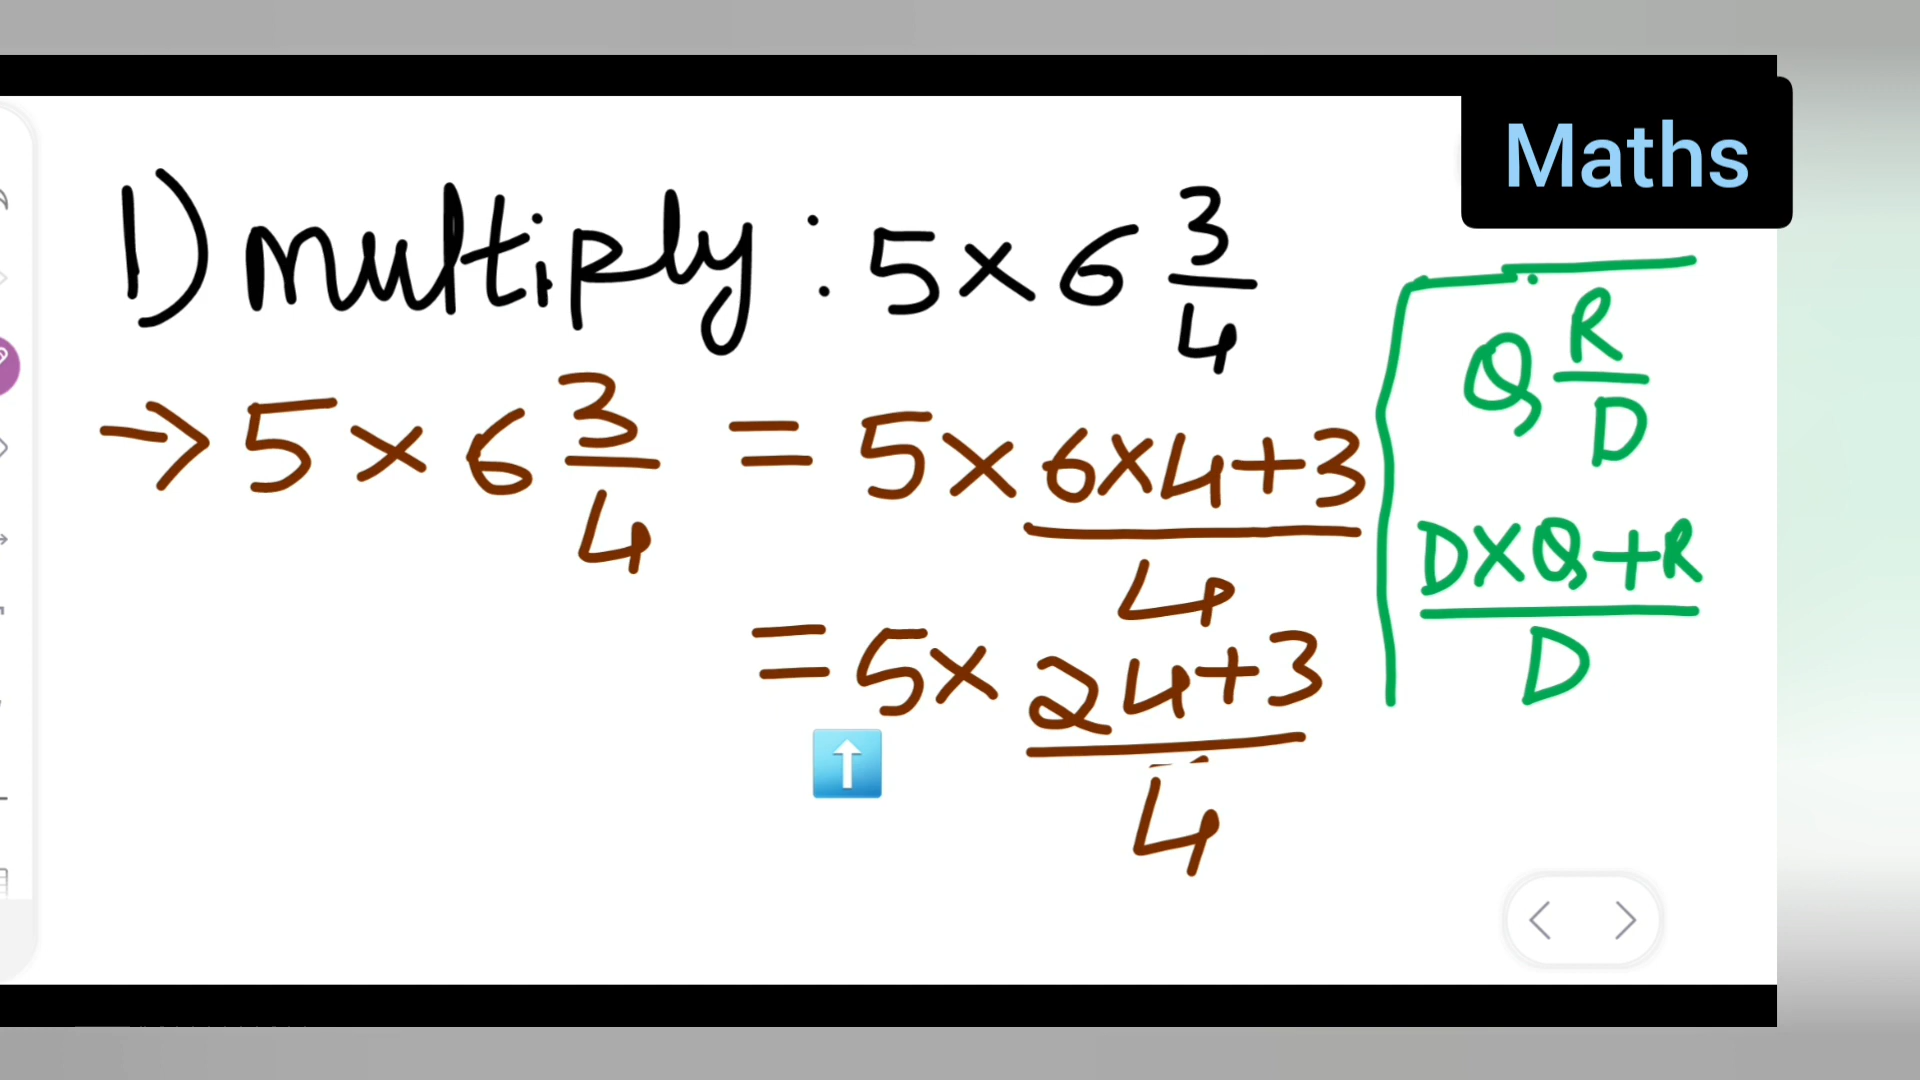 Maths
1) multiply : 5 × 6 3/4
→ 5 × 6 3/4 = 5 × (6×4+3)/4
= 5 × (24+3)/4
Q R/D
(D×Q+R)/D